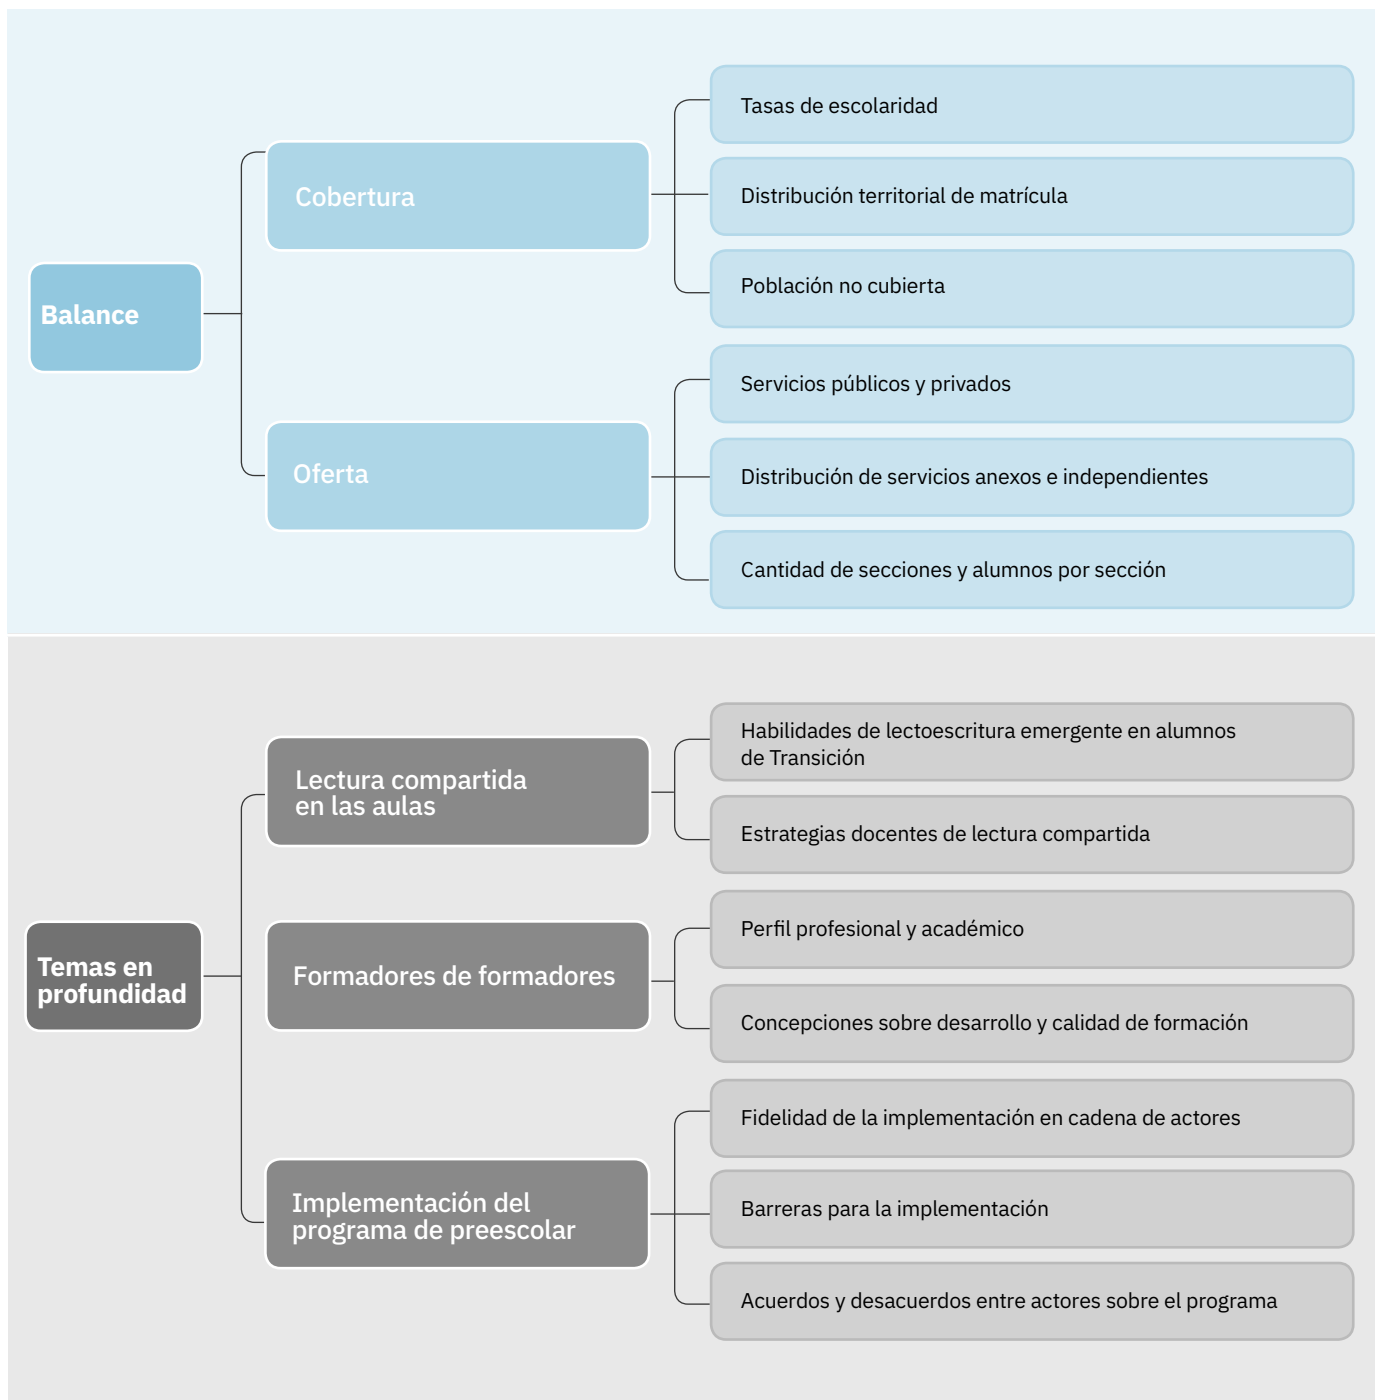 Balance
Cobertura
Tasas de escolaridad
Distribución territorial de matrícula
Población no cubierta
Oferta
Servicios públicos y privados
Distribución de servicios anexos e independientes
Cantidad de secciones y alumnos por sección
Temas en
profundidad
Lectura compartida
en las aulas
Habilidades de lectoescritura emergente en alumnos
de Transición
Estrategias docentes de lectura compartida
Formadores de formadores
Perfil profesional y académico
Concepciones sobre desarrollo y calidad de formación
Implementación del
programa de preescolar
Fidelidad de la implementación en cadena de actores
Barreras para la implementación
Acuerdos y desacuerdos entre actores sobre el programa